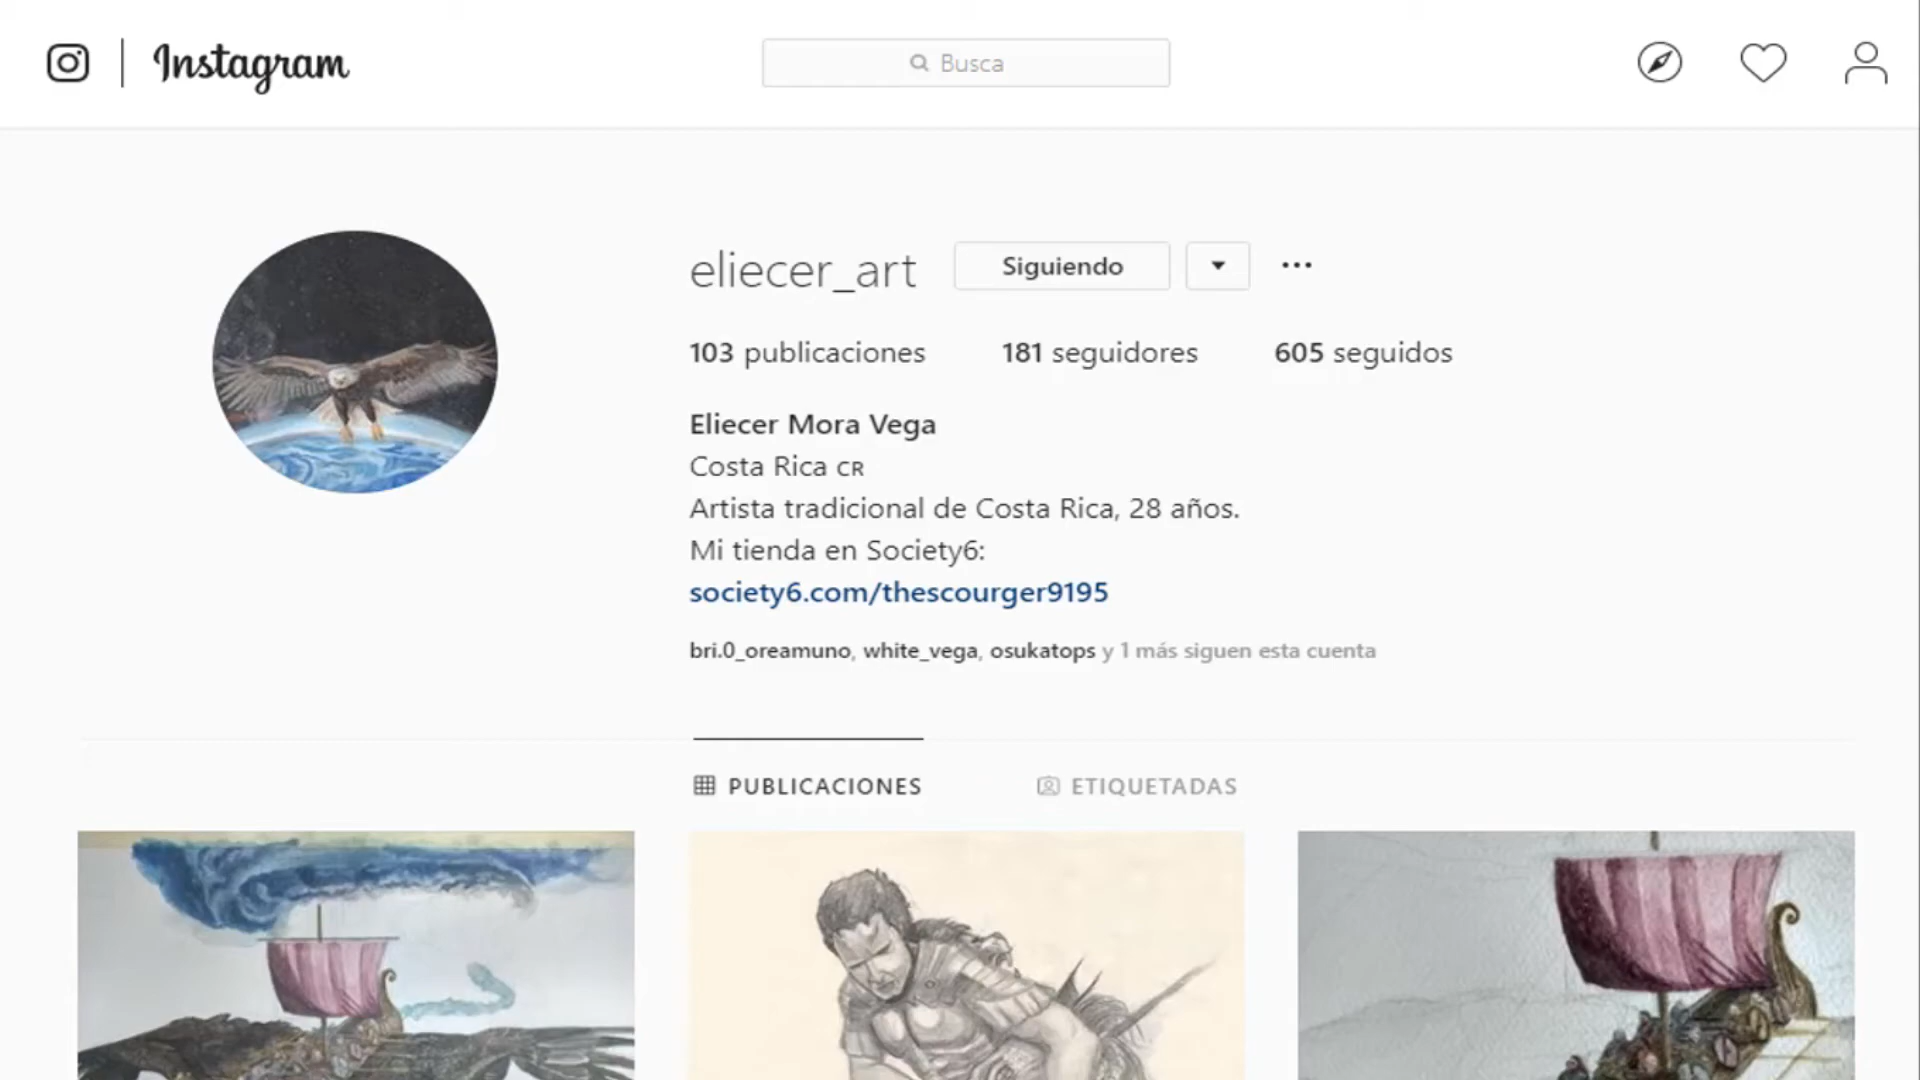 Instagram
Busca
eliecer_art
Siguiendo
103 publicaciones
181 seguidores
605 seguidos
Eliecer Mora Vega
Costa Rica CR
Artista tradicional de Costa Rica, 28 años.
Mi tienda en Society6:
society6.com/thescourger9195
bri.0_oreamuno, white_vega, osukatops y 1 más siguen esta cuenta
PUBLICACIONES
ETIQUETADAS